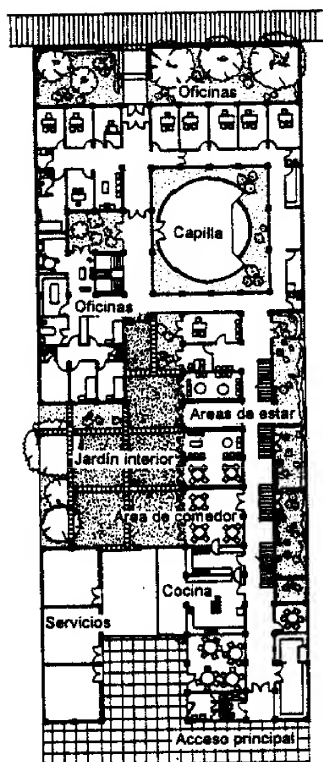 Oficinas
Capilla
Oficinas
Areas de estar
Jardín interior
Area de comedor
Cocina
Servicios
Acceso principal